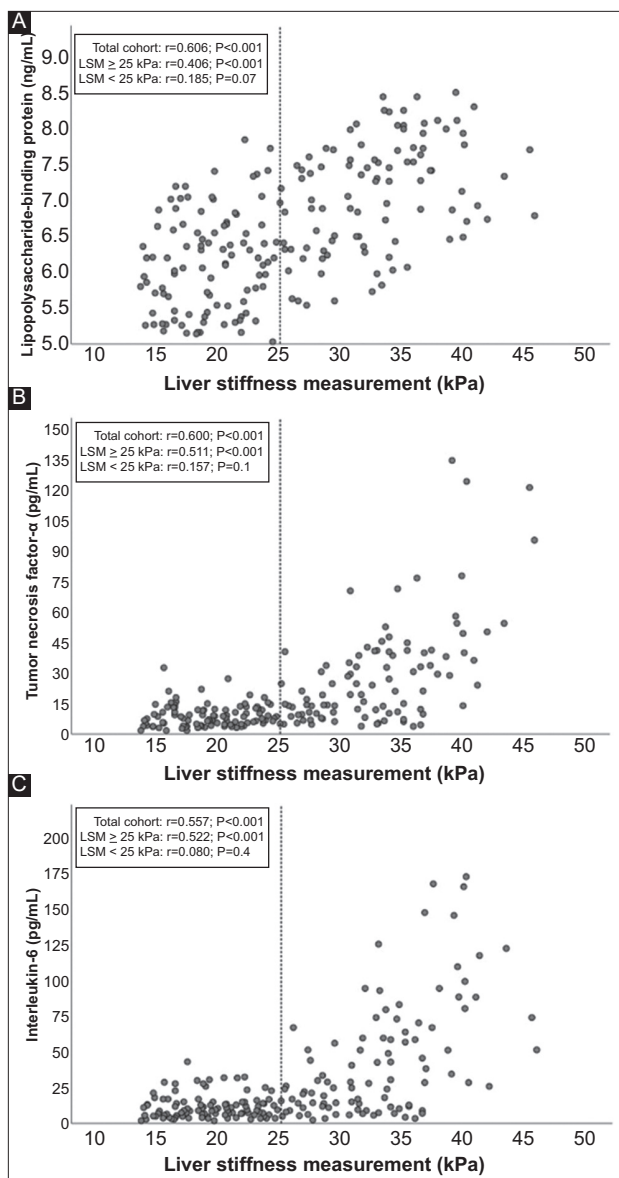 A
Total cohort: r=0.606; P<0.001
LSM ≥ 25 kPa: r=0.406; P<0.001
LSM < 25 kPa: r=0.185; P=0.07
Lipopolysaccharide-binding protein (ng/mL)
9.0
8.5
8.0
7.5
7.0
6.5
6.0
5.5
5.0
10 15 20 25 30 35 40 45 50
Liver stiffness measurement (kPa)
B
Total cohort: r=0.600; P<0.001
LSM ≥ 25 kPa: r=0.511; P<0.001
LSM < 25 kPa: r=0.157; P=0.1
Tumor necrosis factor-α (pg/mL)
150
135
120
105
90
75
60
45
30
15
0
10 15 20 25 30 35 40 45 50
Liver stiffness measurement (kPa)
C
Total cohort: r=0.557; P<0.001
LSM ≥ 25 kPa: r=0.522; P<0.001
LSM < 25 kPa: r=0.080; P=0.4
Interleukin-6 (pg/mL)
200
175
150
125
100
75
50
25
0
10 15 20 25 30 35 40 45 50
Liver stiffness measurement (kPa)